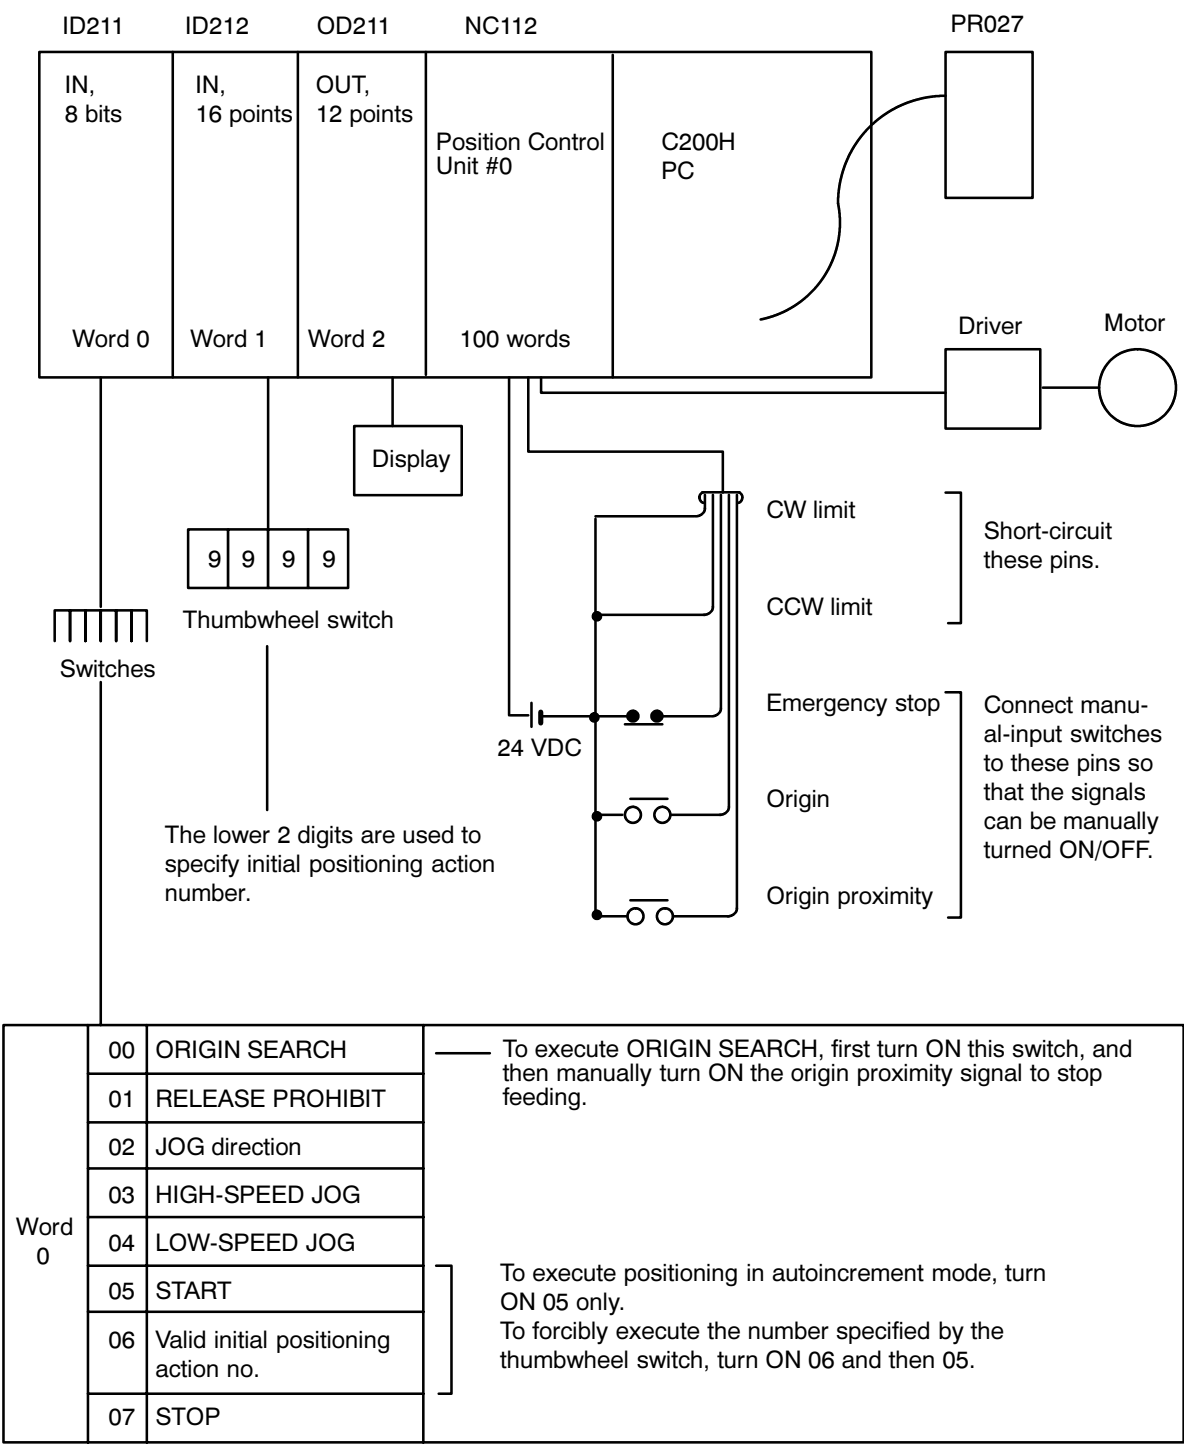 ID211
ID212
OD211
NC112
PR027
IN,
8 bits
IN,
16 points
OUT,
12 points
Position Control
Unit #0
C200H
PC
Word 0
Word 1
Word 2
100 words
Driver
Motor
Display
9 9 9 9
Thumbwheel switch
Switches
The lower 2 digits are used to
specify initial positioning action
number.
24 VDC
CW limit
CCW limit
Short-circuit
these pins.
Emergency stop
Origin
Origin proximity
Connect manu-
al-input switches
to these pins so
that the signals
can be manually
turned ON/OFF.
Word
0
00 ORIGIN SEARCH
To execute ORIGIN SEARCH, first turn ON this switch, and
then manually turn ON the origin proximity signal to stop
feeding.
01 RELEASE PROHIBIT
02 JOG direction
03 HIGH-SPEED JOG
04 LOW-SPEED JOG
05 START
06 Valid initial positioning
action no.
To execute positioning in autoincrement mode, turn
ON 05 only.
To forcibly execute the number specified by the
thumbwheel switch, turn ON 06 and then 05.
07 STOP